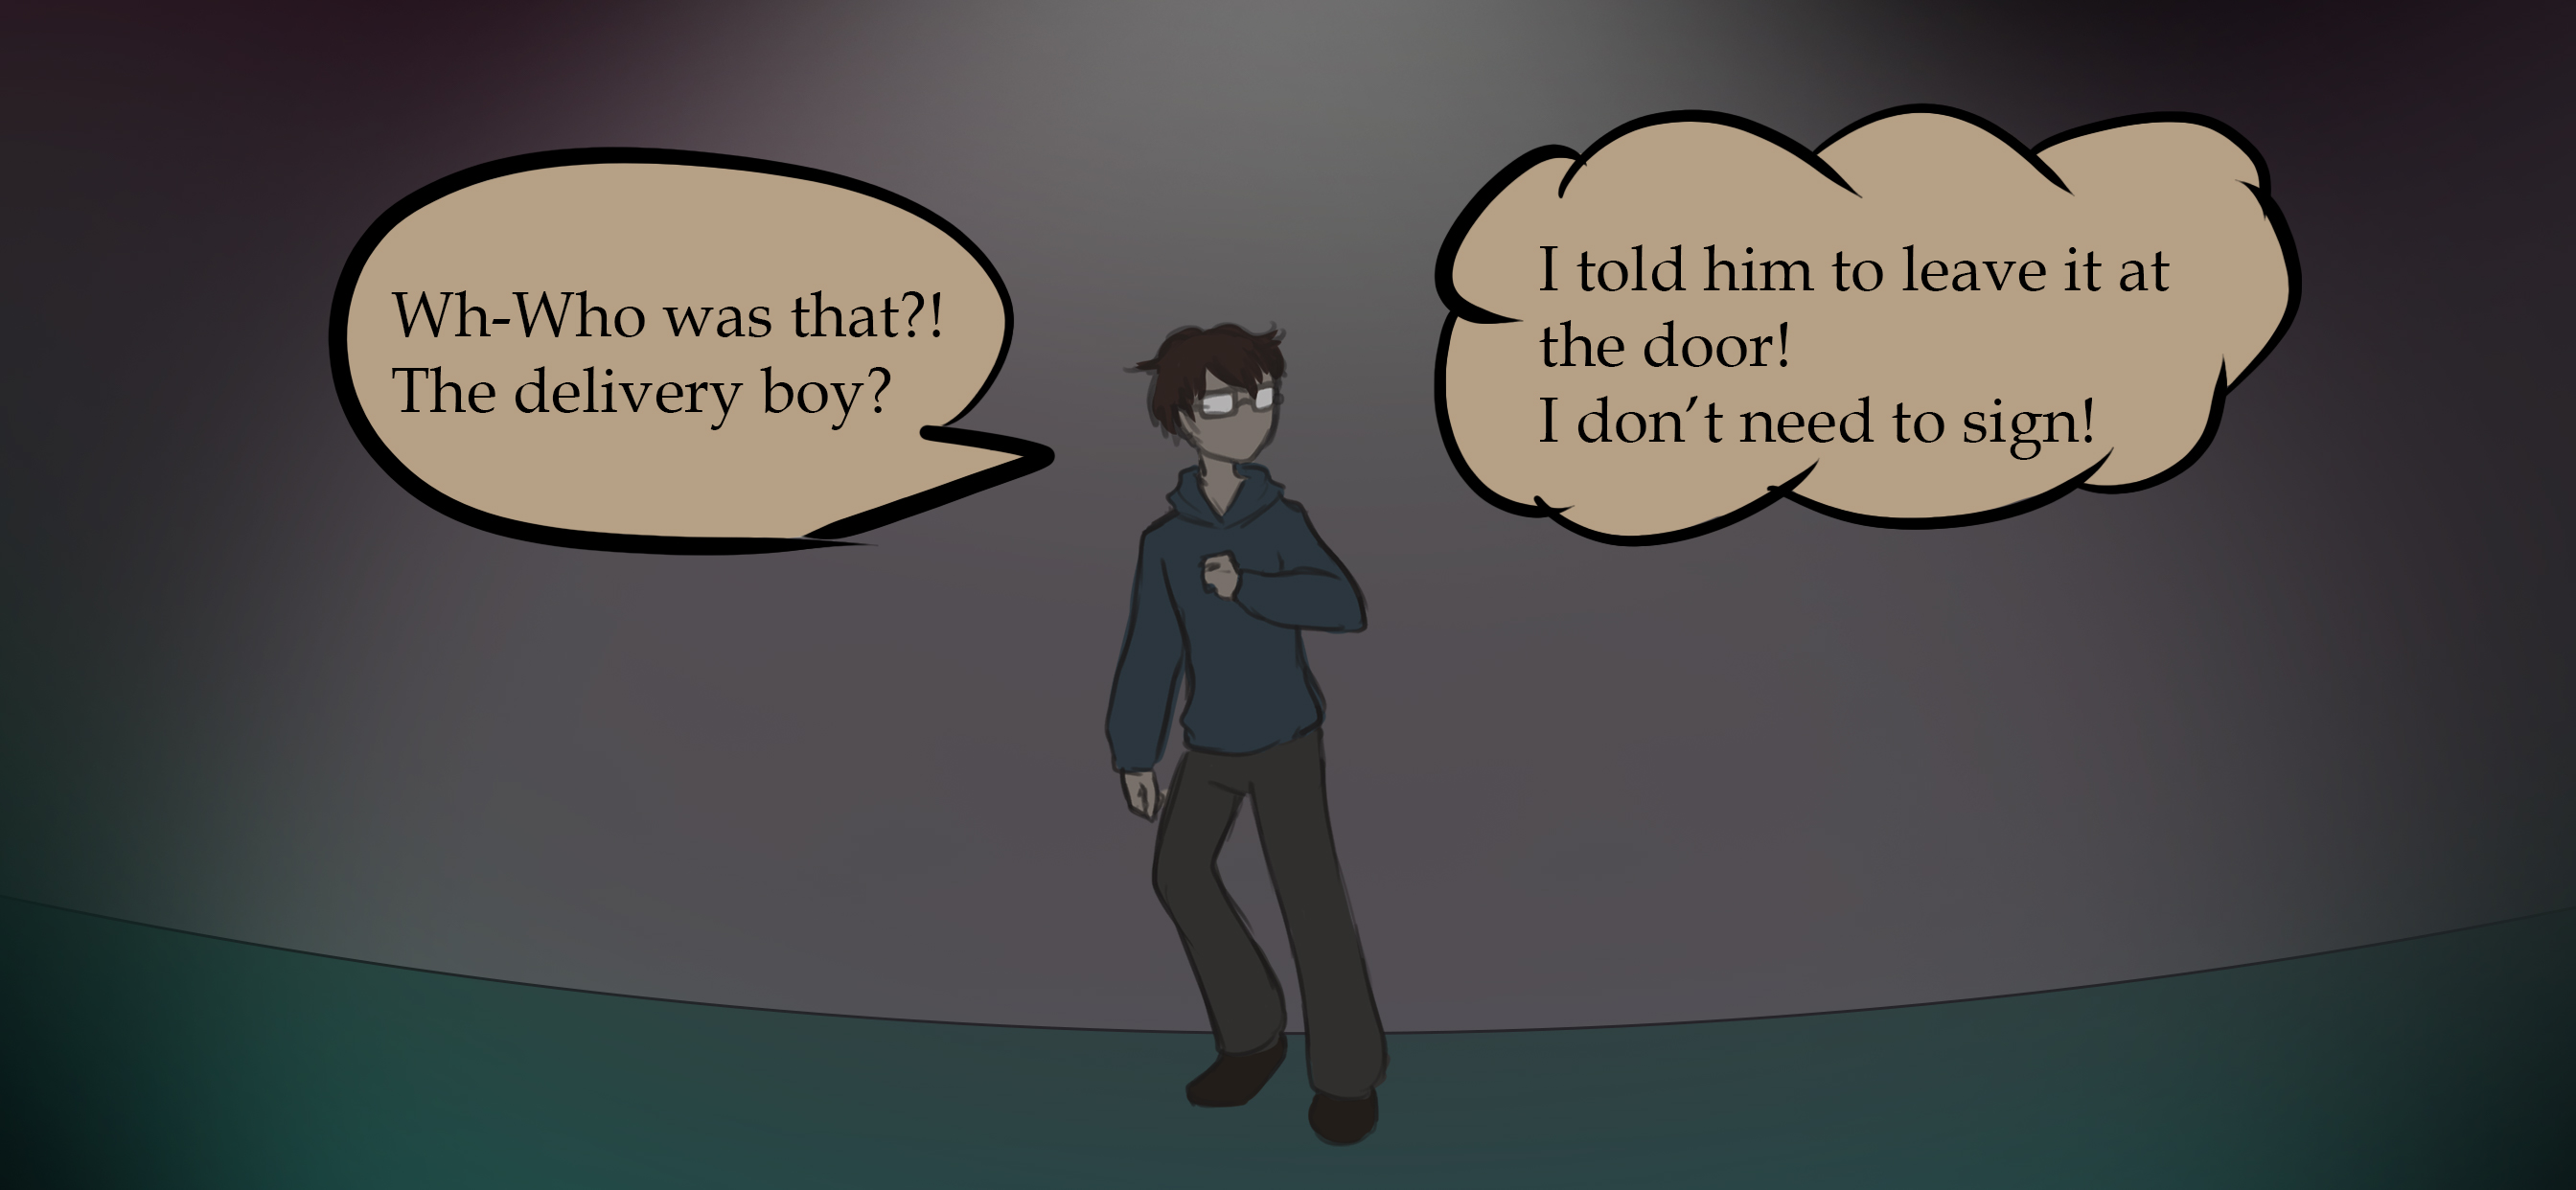 Wh-Who was that?!
The delivery boy?
I told him to leave it at
the door!
I don't need to sign!